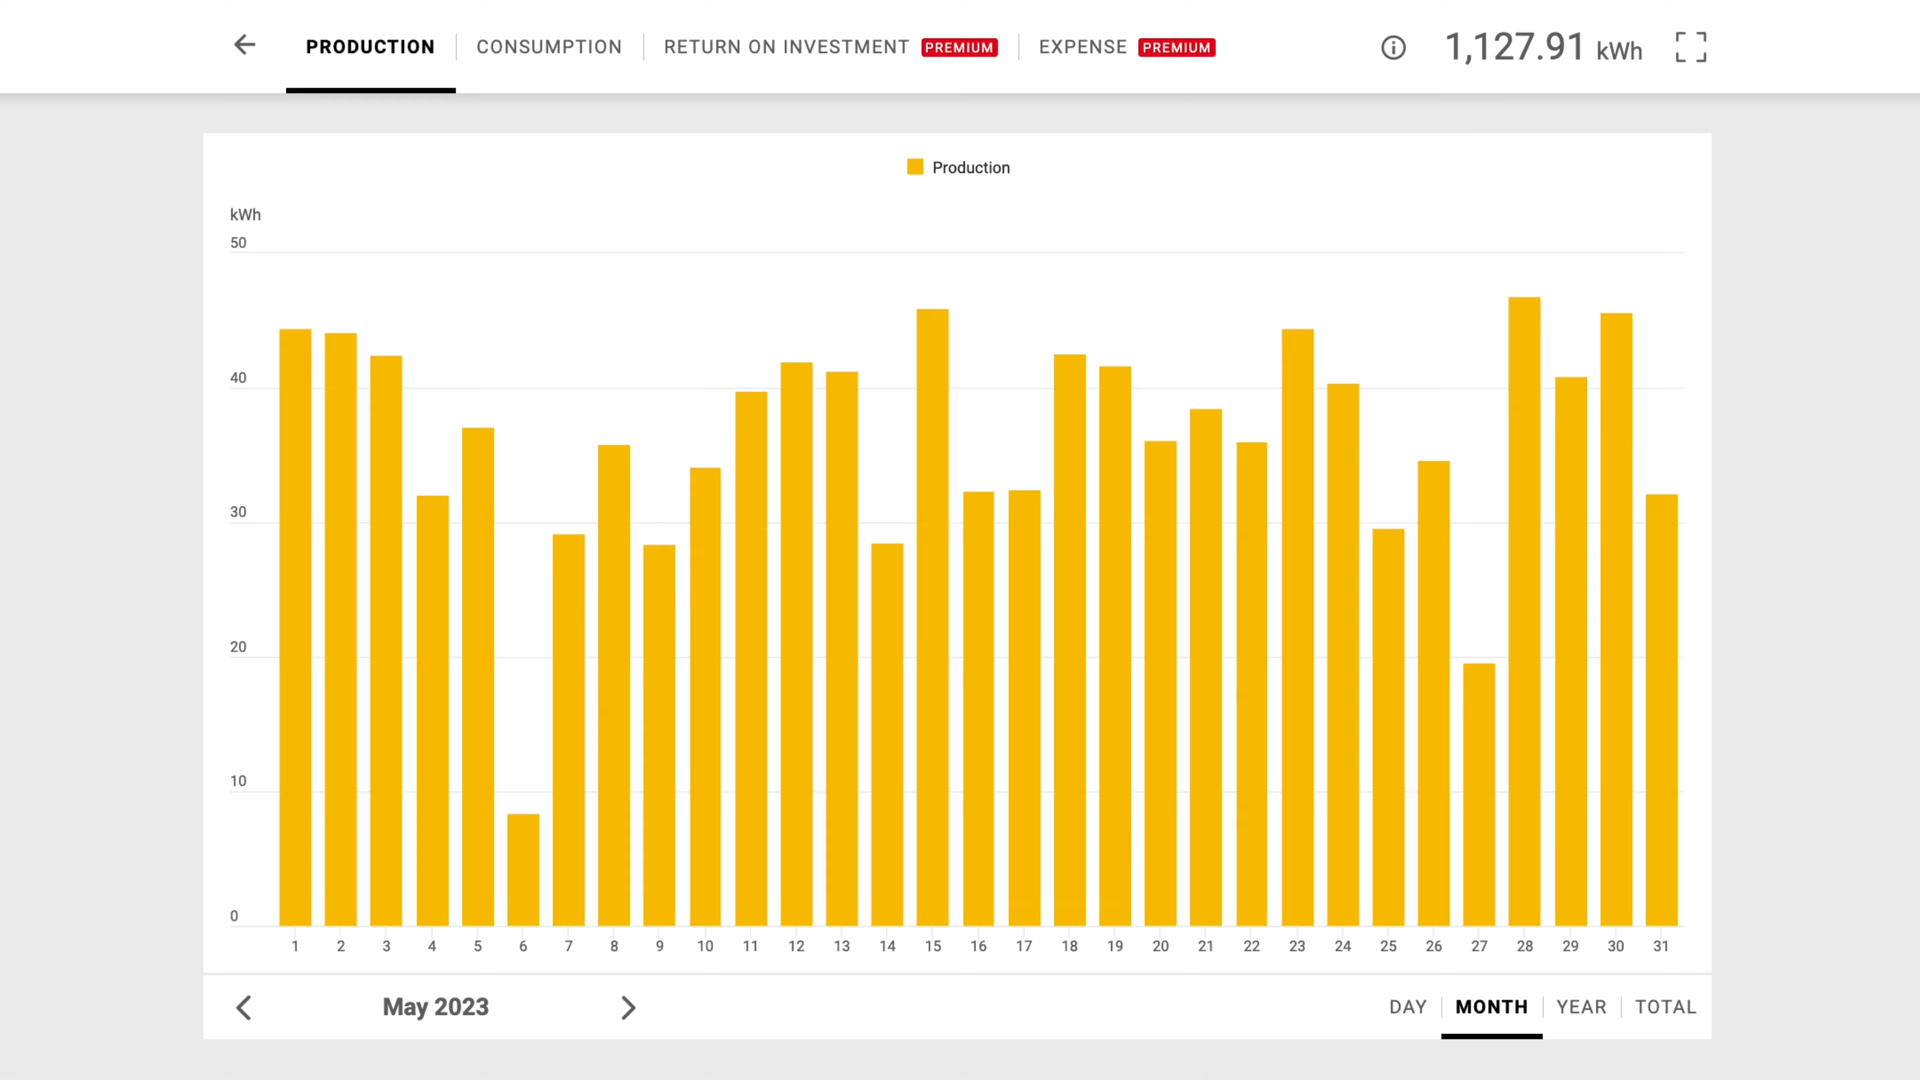 PRODUCTION CONSUMPTION RETURN ON INVESTMENT PREMIUM EXPENSE PREMIUM 1,127.91 kWh
Production
kWh
50
40
30
20
10
0
1 2 3 4 5 6 7 8 9 10 11 12 13 14 15 16 17 18 19 20 21 22 23 24 25 26 27 28 29 30 31
May 2023 DAY MONTH YEAR TOTAL